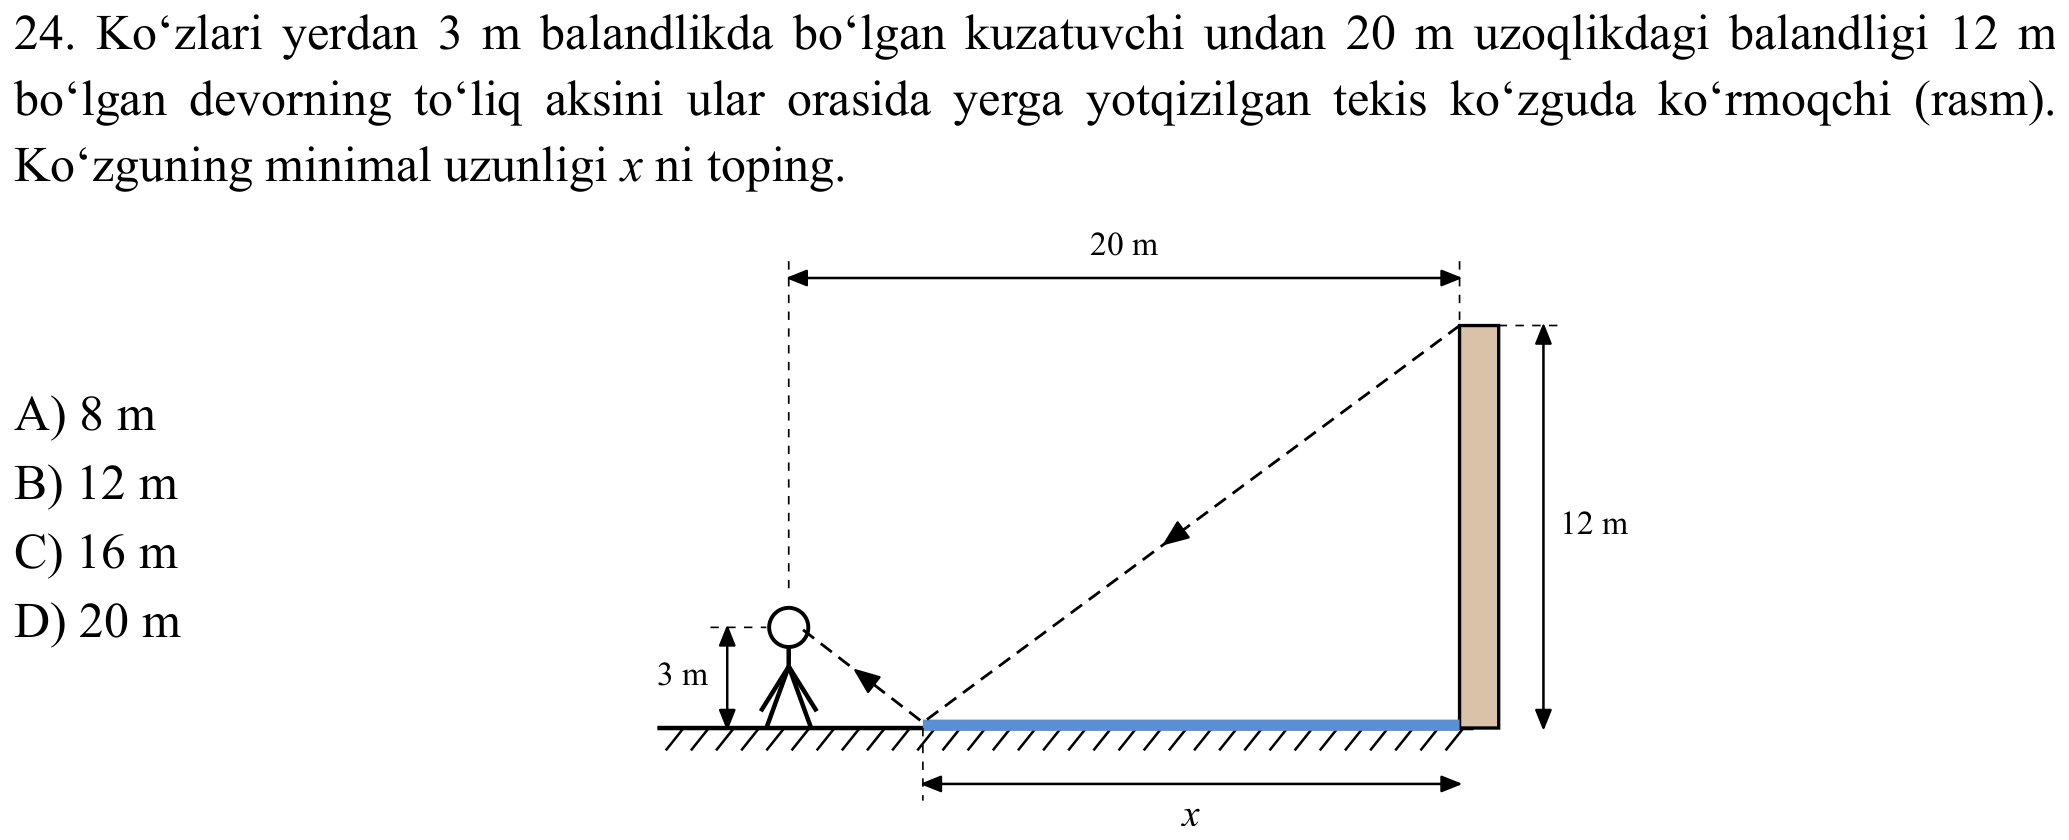 24. Ko‘zlari yerdan 3 m balandlikda bo‘lgan kuzatuvchi undan 20 m uzoqlikdagi balandligi 12 m
bo‘lgan devorning to‘liq aksini ular orasida yerga yotqizilgan tekis ko‘zguda ko‘rmoqchi (rasm).
Ko‘zguning minimal uzunligi x ni toping.
20 m
A) 8 m
B) 12 m
C) 16 m
D) 20 m
12 m
3 m
x